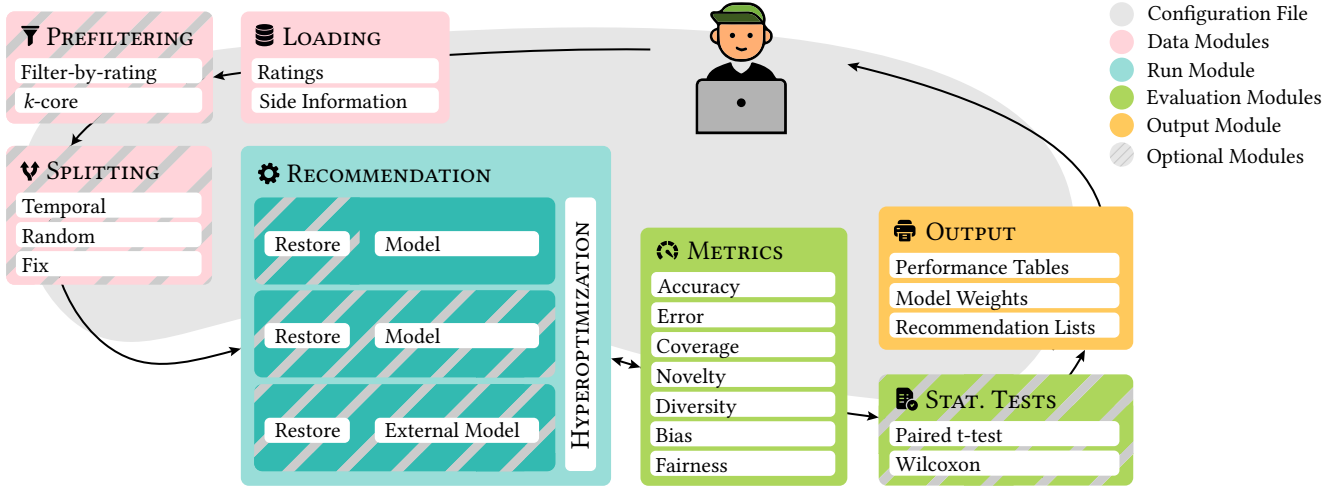 PREFILTERING
Filter-by-rating
k-core
LOADING
Ratings
Side Information
SPLITTING
Temporal
Random
Fix
RECOMMENDATION
Restore Model
Restore Model
Restore External Model
HYPEROPTIMIZATION
METRICS
Accuracy
Error
Coverage
Novelty
Diversity
Bias
Fairness
OUTPUT
Performance Tables
Model Weights
Recommendation Lists
STAT. TESTS
Paired t-test
Wilcoxon
Configuration File
Data Modules
Run Module
Evaluation Modules
Output Module
Optional Modules